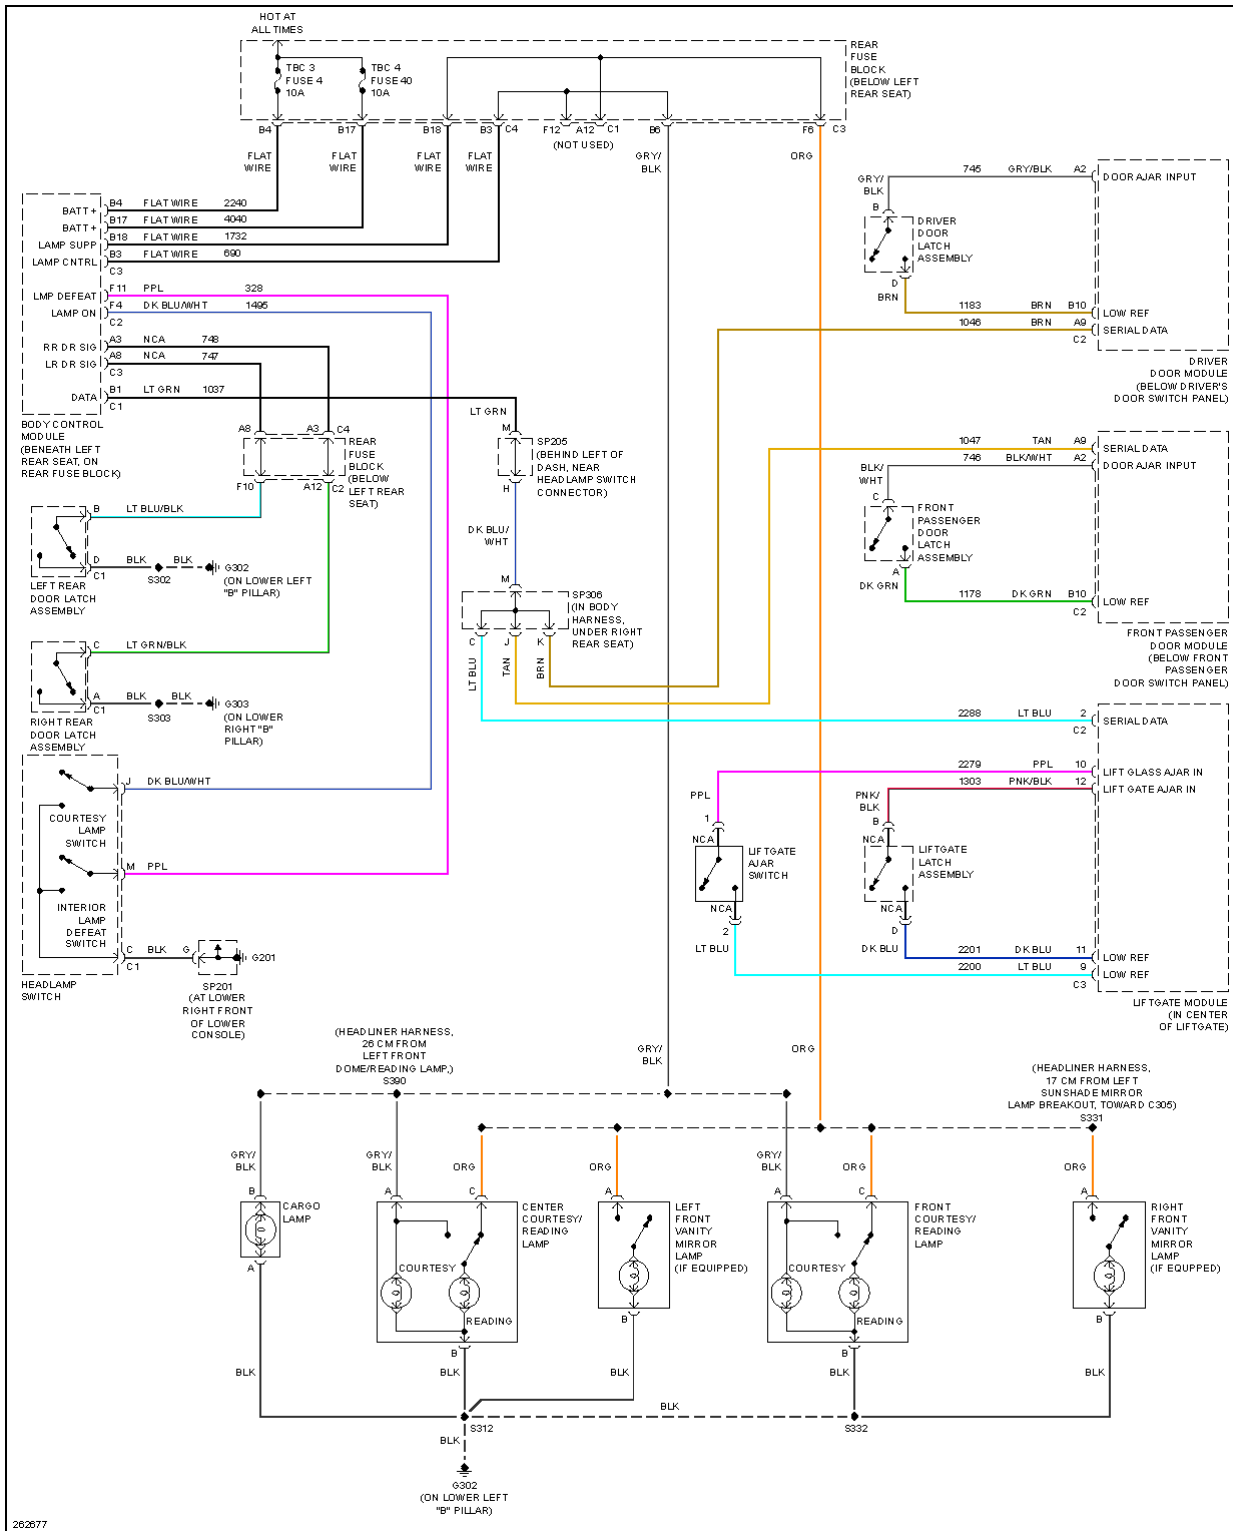 HOT AT
ALL TIMES
TBC 3
FUSE 4
10A
TBC 4
FUSE 40
10A
REAR
FUSE
BLOCK
(BELOW LEFT
REAR SEAT)
B4
B17
B18
B3
C4
F12
A12
C1
B6
F6
C3
(NOT USED)
FLAT
WIRE
FLAT
WIRE
FLAT
WIRE
FLAT
WIRE
GRY/
BLK
ORG
BATT +
B4
FLAT WIRE
2240
BATT +
B17
FLAT WIRE
4040
LAMP SUPP
B18
FLAT WIRE
1732
LAMP CNTRL
B3
FLAT WIRE
690
C3
LMP DEFEAT
F11
PPL
328
LAMP ON
F4
DK BLU/WHT
1495
C2
RR DR SIG
A3
NCA
748
LR DR SIG
A8
NCA
747
C3
DATA
B1
LT GRN
1037
C1
BODY CONTROL
MODULE
(BENEATH LEFT
REAR SEAT, ON
REAR FUSE BLOCK)
A8
A3
C4
REAR
FUSE
BLOCK
(BELOW
LEFT REAR
SEAT)
F10
A12
C2
LT GRN
M
SP205
(BEHIND LEFT OF
DASH, NEAR
HEADLAMP SWITCH
CONNECTOR)
H
DK BLU/
WHT
M
SP306
(IN BODY
HARNESS,
UNDER RIGHT
REAR SEAT)
C
J
K
LT BLU
TAN
BRN
B
LT BLU/BLK
D
BLK
BLK
C1
S302
G302
(ON LOWER LEFT
"B" PILLAR)
LEFT REAR
DOOR LATCH
ASSEMBLY
C
LT GRN/BLK
A
BLK
BLK
C1
S303
G303
(ON LOWER
RIGHT "B"
PILLAR)
RIGHT REAR
DOOR LATCH
ASSEMBLY
J
DK BLU/WHT
COURTESY
LAMP
SWITCH
M
PPL
INTERIOR
LAMP
DEFEAT
SWITCH
C
BLK
G
C1
G201
HEADLAMP
SWITCH
SP201
(AT LOWER
RIGHT FRONT
OF LOWER
CONSOLE)
745
GRY/BLK
A2
DOOR AJAR INPUT
GRY/
BLK
B
DRIVER
DOOR
LATCH
ASSEMBLY
D
BRN
1183
BRN
B10
LOW REF
1046
BRN
A9
SERIAL DATA
C2
DRIVER
DOOR MODULE
(BELOW DRIVER'S
DOOR SWITCH PANEL)
1047
TAN
A9
SERIAL DATA
746
BLK/WHT
A2
DOOR AJAR INPUT
BLK/
WHT
C
FRONT
PASSENGER
DOOR
LATCH
ASSEMBLY
A
DK GRN
1178
DK GRN
B10
LOW REF
C2
FRONT PASSENGER
DOOR MODULE
(BELOW FRONT
PASSENGER
DOOR SWITCH PANEL)
2288
LT BLU
2
SERIAL DATA
C2
2279
PPL
10
LIFT GLASS AJAR IN
1303
PNK/BLK
12
LIFT GATE AJAR IN
PPL
1
NCA
LIFTGATE
AJAR
SWITCH
NCA
2
LT BLU
PNK/
BLK
B
NCA
LIFTGATE
LATCH
ASSEMBLY
NCA
D
DK BLU
2201
DK BLU
11
LOW REF
2200
LT BLU
9
LOW REF
C3
LIFTGATE MODULE
(IN CENTER
OF LIFTGATE)
(HEADLINER HARNESS,
26 CM FROM
LEFT FRONT
DOME/READING LAMP,)
S390
GRY/
BLK
ORG
(HEADLINER HARNESS,
17 CM FROM LEFT
SUNSHADE MIRROR
LAMP BREAKOUT, TOWARD C305)
S331
GRY/
BLK
GRY/
BLK
ORG
ORG
GRY/
BLK
ORG
ORG
B
CARGO
LAMP
A
A
C
CENTER
COURTESY/
READING
LAMP
COURTESY
READING
B
A
LEFT
FRONT
VANITY
MIRROR
LAMP
(IF EQUIPPED)
B
A
C
FRONT
COURTESY/
READING
LAMP
COURTESY
READING
B
A
RIGHT
FRONT
VANITY
MIRROR
LAMP
(IF EQUPPED)
B
BLK
BLK
BLK
BLK
BLK
BLK
S312
S332
BLK
G302
(ON LOWER LEFT
"B" PILLAR)
262677